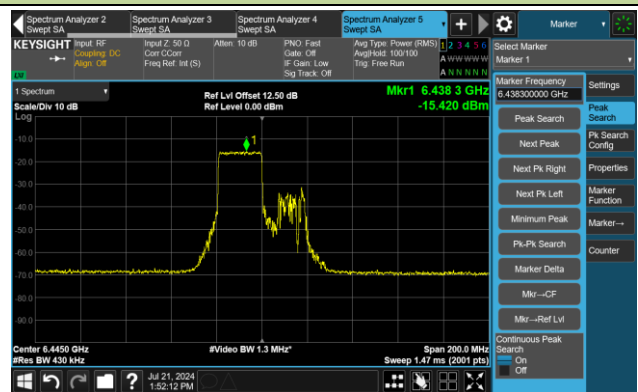 Spectrum Analyzer 2
Swept SA
Spectrum Analyzer 3
Swept SA
Spectrum Analyzer 4
Swept SA
Spectrum Analyzer 5
Swept SA
Marker
KEYSIGHT
Input: RF
Coupling: DC
Align: Off
Input Z: 50 Ω
Corr CCorr
Freq Ref: Int (S)
Atten: 10 dB
PNO: Fast
Gate: Off
IF Gain: Low
Sig Track: Off
Avg Type: Power (RMS)
Avg|Hold: 100/100
Trig: Free Run
1 2 3 4 5 6
A W W W W W
A N N N N N
Select Marker
Marker 1
1 Spectrum
Scale/Div 10 dB
Log
Ref Lvl Offset 12.50 dB
Ref Level 0.00 dBm
Mkr1 6.438 3 GHz
-15.420 dBm
1
-10.0
-20.0
-30.0
-40.0
-50.0
-60.0
-70.0
-80.0
-90.0
Center 6.4450 GHz
#Res BW 430 kHz
#Video BW 1.3 MHz*
Span 200.0 MHz
Sweep 1.47 ms (2001 pts)
Marker Frequency
6.438300000 GHz
Peak Search
Next Peak
Next Pk Right
Next Pk Left
Minimum Peak
Pk-Pk Search
Marker Delta
Mkr→CF
Mkr→Ref Lvl
Continuous Peak
Search
On
Off
Settings
Peak
Search
Pk Search
Config
Properties
Marker
Function
Marker→
Counter
Jul 21, 2024
1:52:12 PM